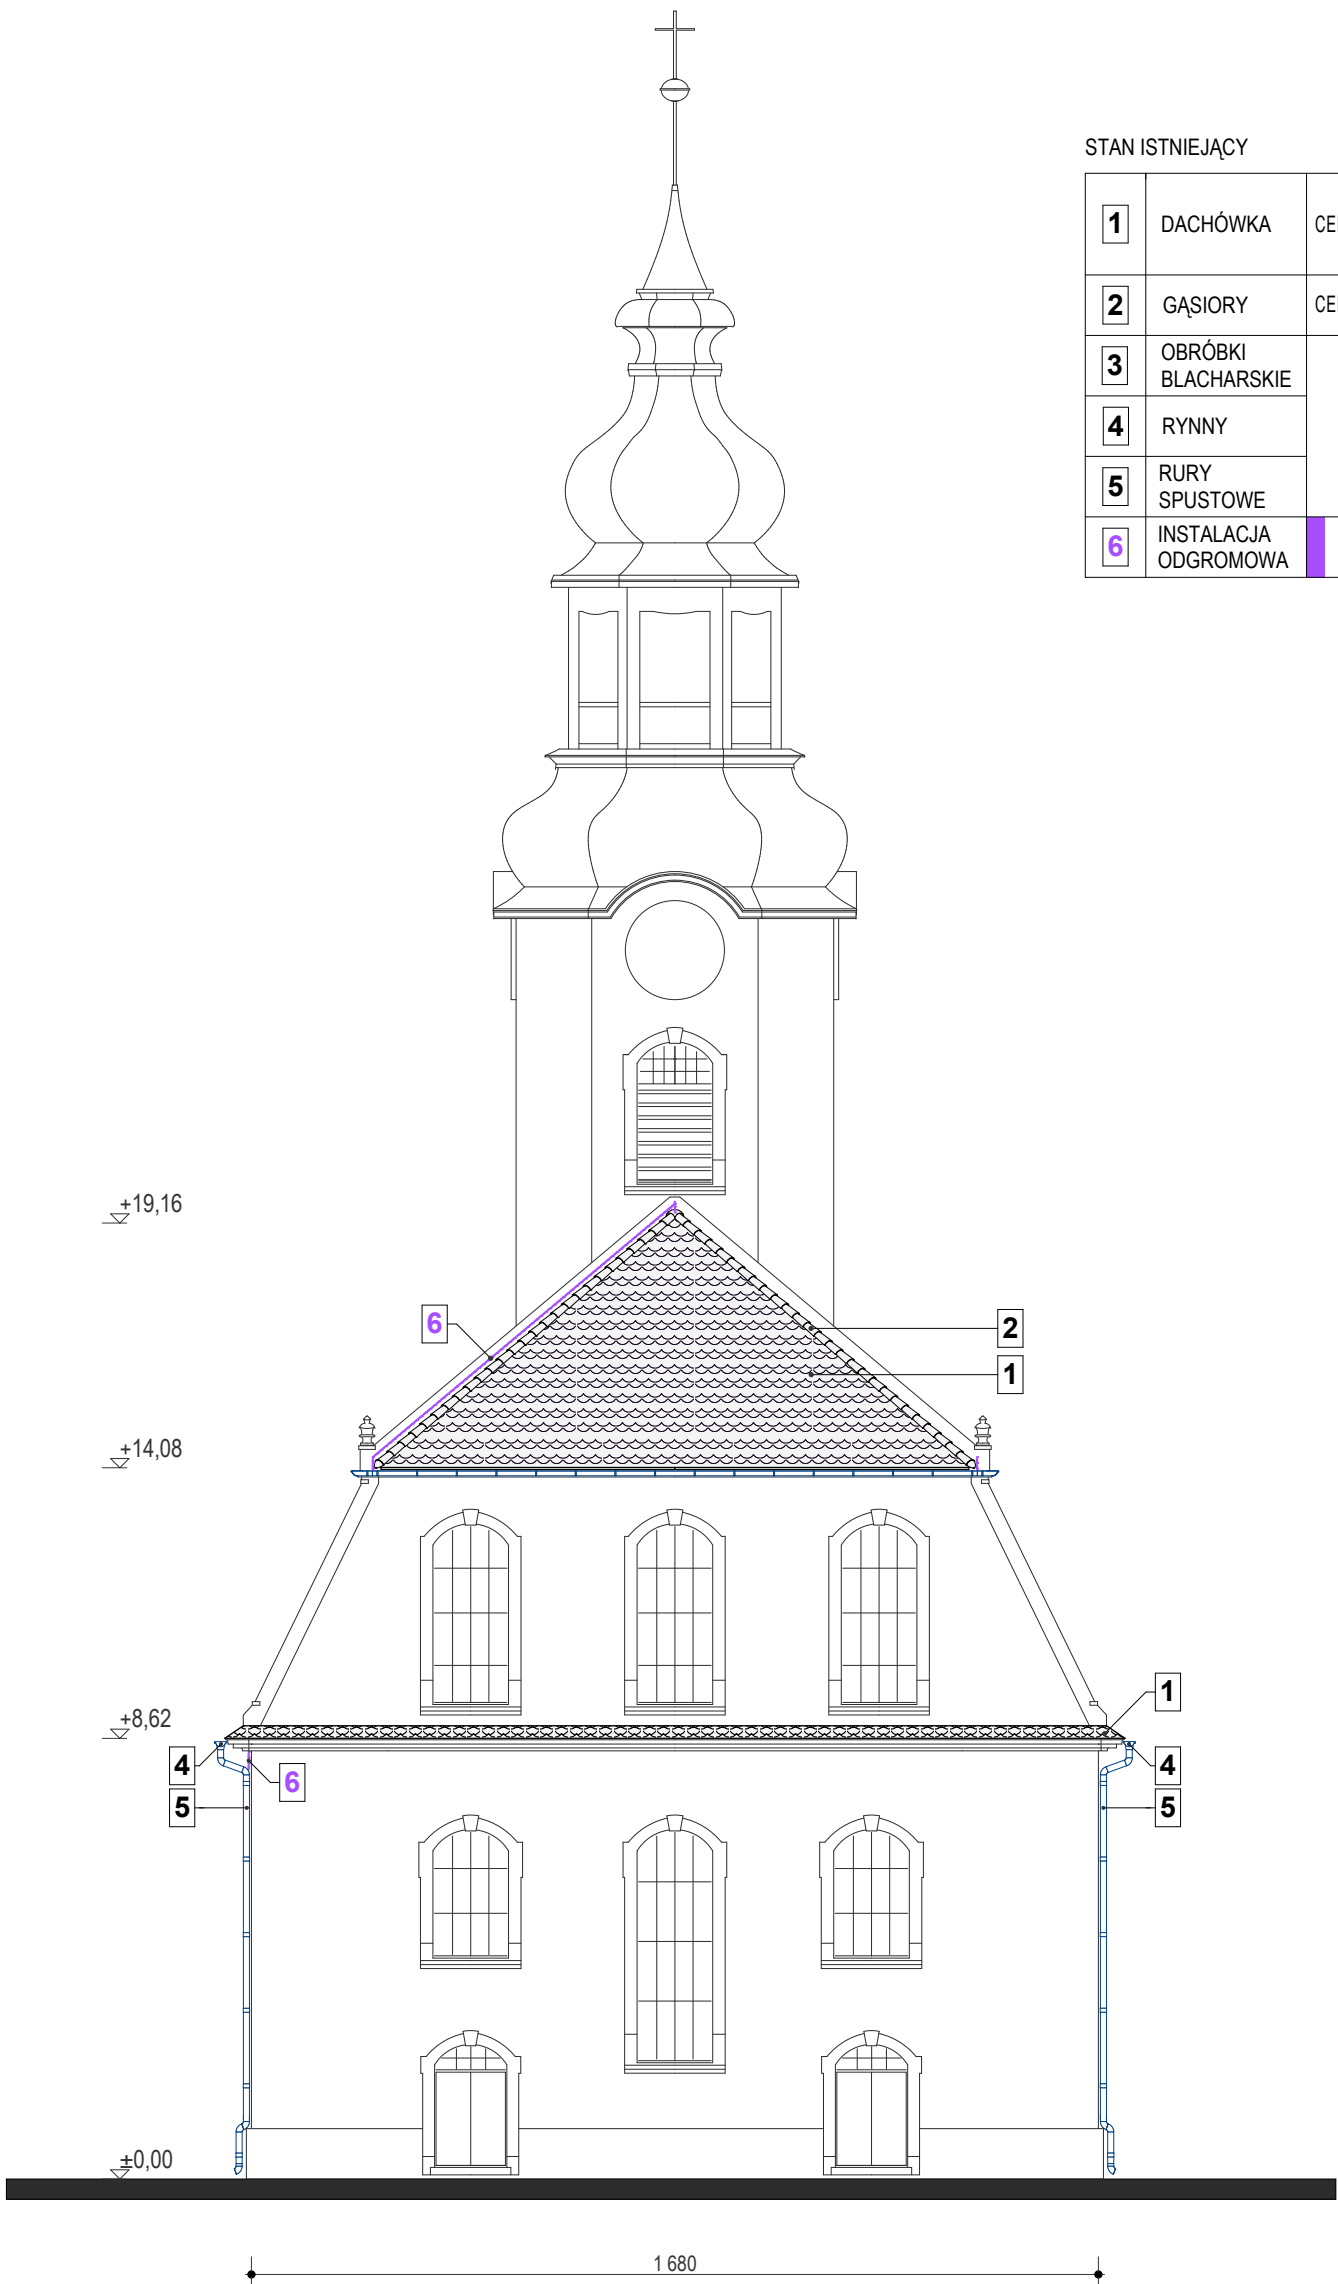 STAN ISTNIEJĄCY
1 DACHÓWKA
2 GĄSIORY
3 OBRÓBKI
BLACHARSKIE
4 RYNNY
5 RURY
SPUSTOWE
6 INSTALACJA
ODGROMOWA
+19,16
6
2
1
+14,08
1
+8,62
4
4
6
5
5
±0,00
1 680